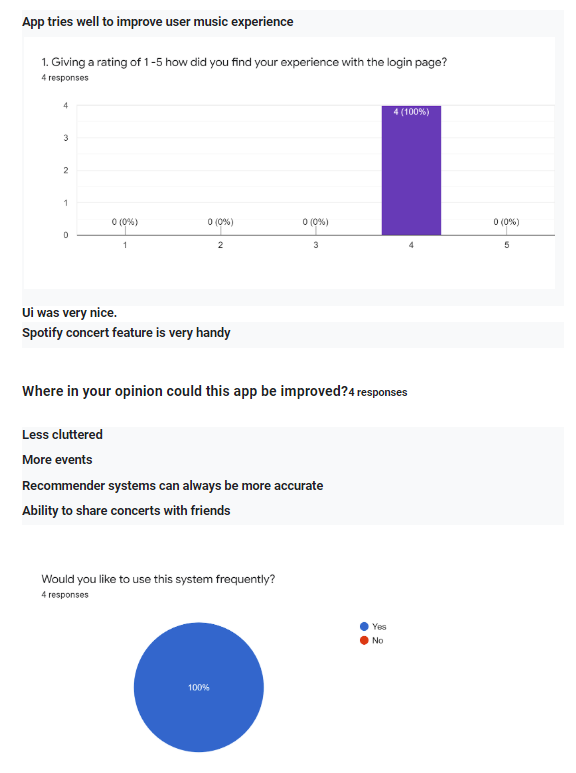 App tries well to improve user music experience
1. Giving a rating of 1 -5 how did you find your experience with the login page?
4 responses
4
3
2
1
0
4 (100%)
0 (0%) 0 (0%) 0 (0%) 0 (0%)
1 2 3 4 5
Ui was very nice.
Spotify concert feature is very handy
Where in your opinion could this app be improved?4 responses
Less cluttered
More events
Recommender systems can always be more accurate
Ability to share concerts with friends
Would you like to use this system frequently?
4 responses
Yes
No
100%